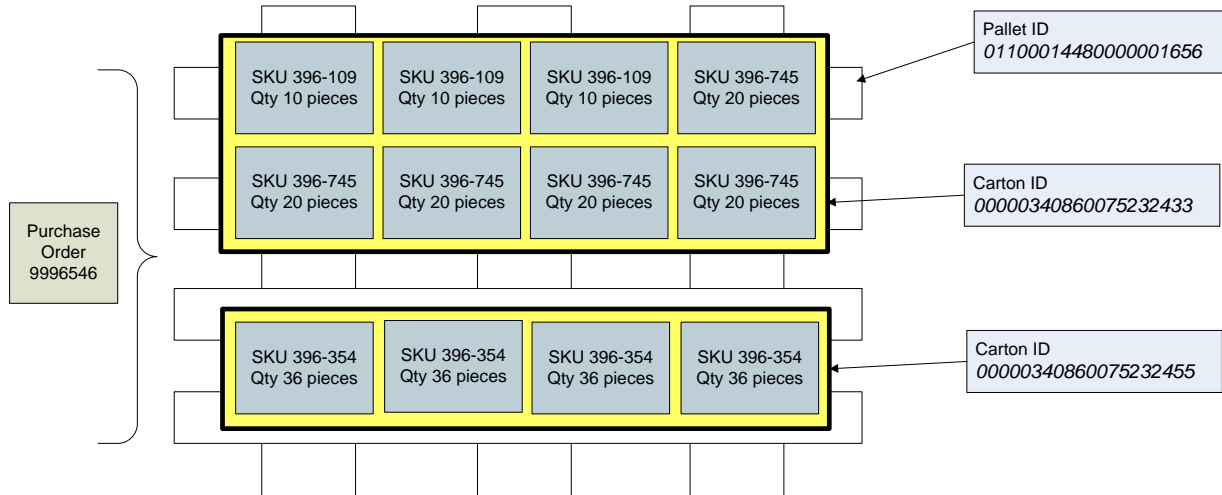 Pallet ID
01100014480000001656
SKU 396-109
Qty 10 pieces
SKU 396-109
Qty 10 pieces
SKU 396-109
Qty 10 pieces
SKU 396-745
Qty 20 pieces
SKU 396-745
Qty 20 pieces
SKU 396-745
Qty 20 pieces
SKU 396-745
Qty 20 pieces
SKU 396-745
Qty 20 pieces
Carton ID
00000340860075232433
Purchase
Order
9996546
SKU 396-354
Qty 36 pieces
SKU 396-354
Qty 36 pieces
SKU 396-354
Qty 36 pieces
SKU 396-354
Qty 36 pieces
Carton ID
00000340860075232455